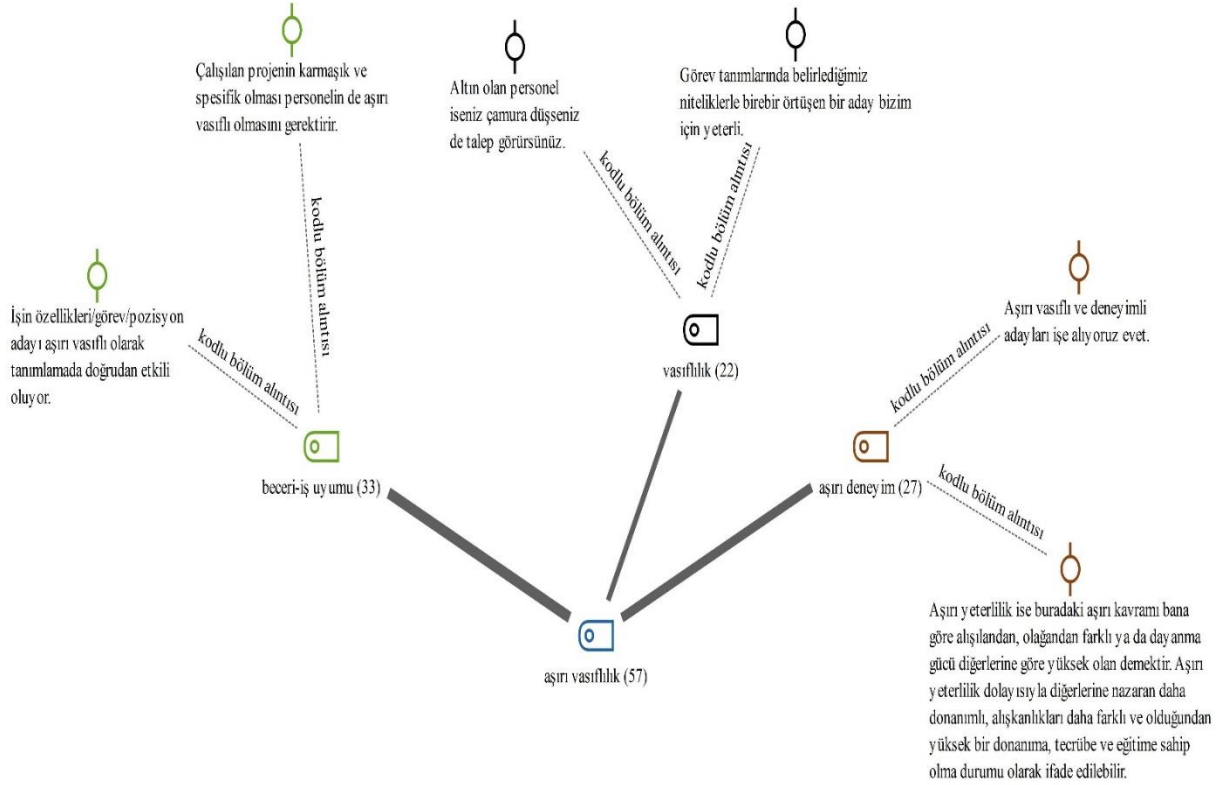 Çalışılan projenin karmaşık ve
spesifik olması personelin de aşırı
vasıflı olmasını gerektirir.
Altın olan personel
iseniz çamura düşseniz
de talep görürsünüz.
Görev tanımlarında belirlediğimiz
niteliklerle birebir örtüşen bir aday bizim
için yeterli.
kodlu bölüm alıntısı
kodlu bölüm alıntısı
kodlu bölüm alıntısı
İşin özellikleri/görev/pozisyon
adayı aşırı vasıflı olarak
tanımlamada doğrudan etkili
oluyor.
kodlu bölüm alıntısı
Aşırı vasıflı ve deneyimli
adayları işe alıyoruz evet.
kodlu bölüm alıntısı
vasıflılık (22)
beceri-iş uyumu (33)
aşırı deneyim (27)
kodlu bölüm alıntısı
aşırı vasıflılık (57)
Aşırı yeterlilik ise buradaki aşırı kavramı bana
göre alışılandan, olağandan farklı ya da dayanma
gücü diğerlerine göre yüksek olan demektir. Aşırı
yeterlilik dolayısıyla diğerlerine nazaran daha
donanımlı, alışkanlıkları daha farklı ve olduğundan
yüksek bir donanıma, tecrübe ve eğitime sahip
olma durumu olarak ifade edilebilir.